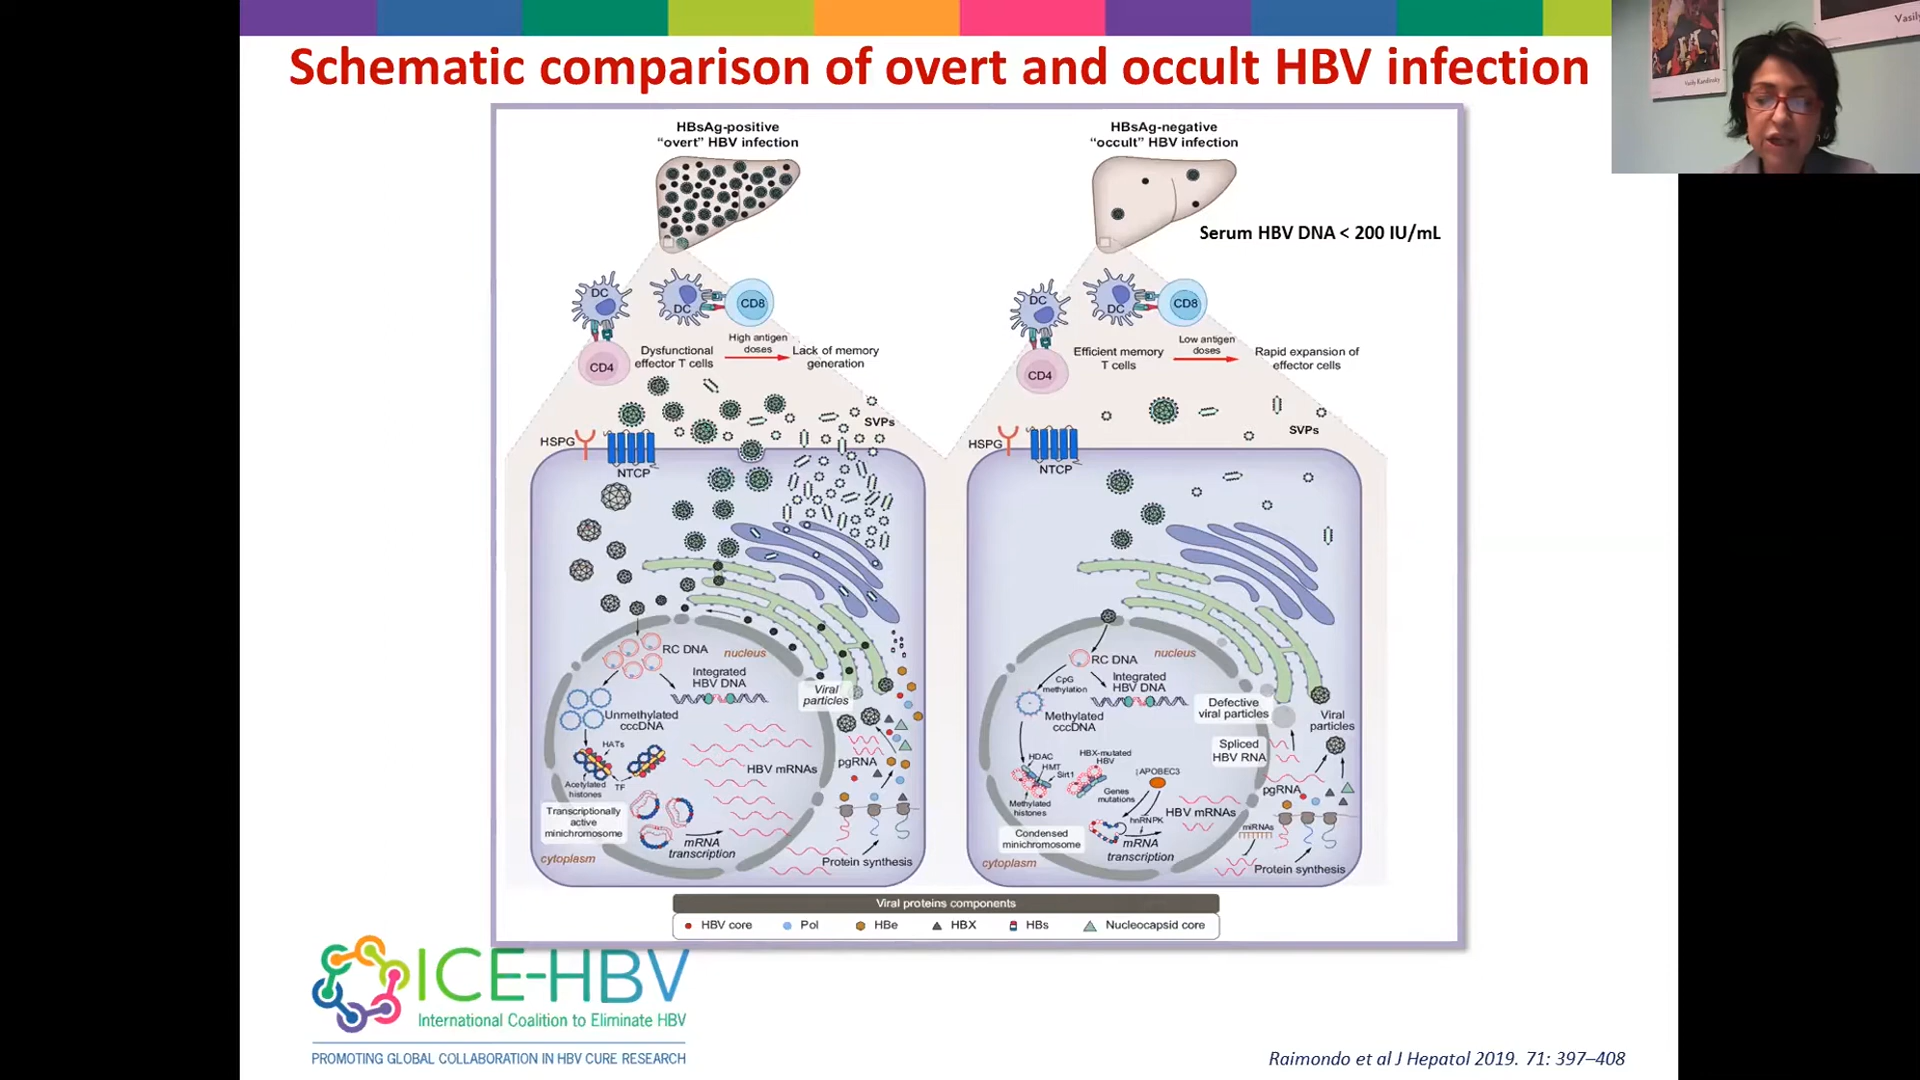 Schematic comparison of overt and occult HBV infection
Vasily Kandinsky
Vasily
HBsAg-positive
“overt” HBV infection
HBsAg-negative
“occult” HBV infection
Serum HBV DNA < 200 IU/mL
DC
DC
CD8
CD4
Dysfunctional
effector T cells
High antigen
doses
Lack of memory
generation
SVPs
HSPG
NTCP
RC DNA
nucleus
Integrated
HBV DNA
Unmethylated
cccDNA
HATs
Acetylated
histones
TF
Transcriptionally
active
minichromosome
cytoplasm
HBV mRNAs
mRNA
transcription
Viral
particles
pgRNA
Protein synthesis
DC
DC
CD8
CD4
Efficient memory
T cells
Low antigen
doses
Rapid expansion of
effector cells
SVPs
HSPG
NTCP
RC DNA
nucleus
CpG
methylation
Integrated
HBV DNA
Methylated
cccDNA
HDAC
HMT
Sirt1
HBX-mutated
HBV
Methylated
histones
Genes
mutations
APOBEC3
hnRNPK
Condensed
minichromosome
cytoplasm
mRNA
transcription
HBV mRNAs
Defective
viral particles
Spliced
HBV RNA
Viral
particles
pgRNA
miRNAs
Protein synthesis
Viral proteins components
HBV core
Pol
HBe
HBX
HBs
Nucleocapsid core
ICE-HBV
International Coalition to Eliminate HBV
PROMOTING GLOBAL COLLABORATION IN HBV CURE RESEARCH
Raimondo et al J Hepatol 2019. 71: 397–408